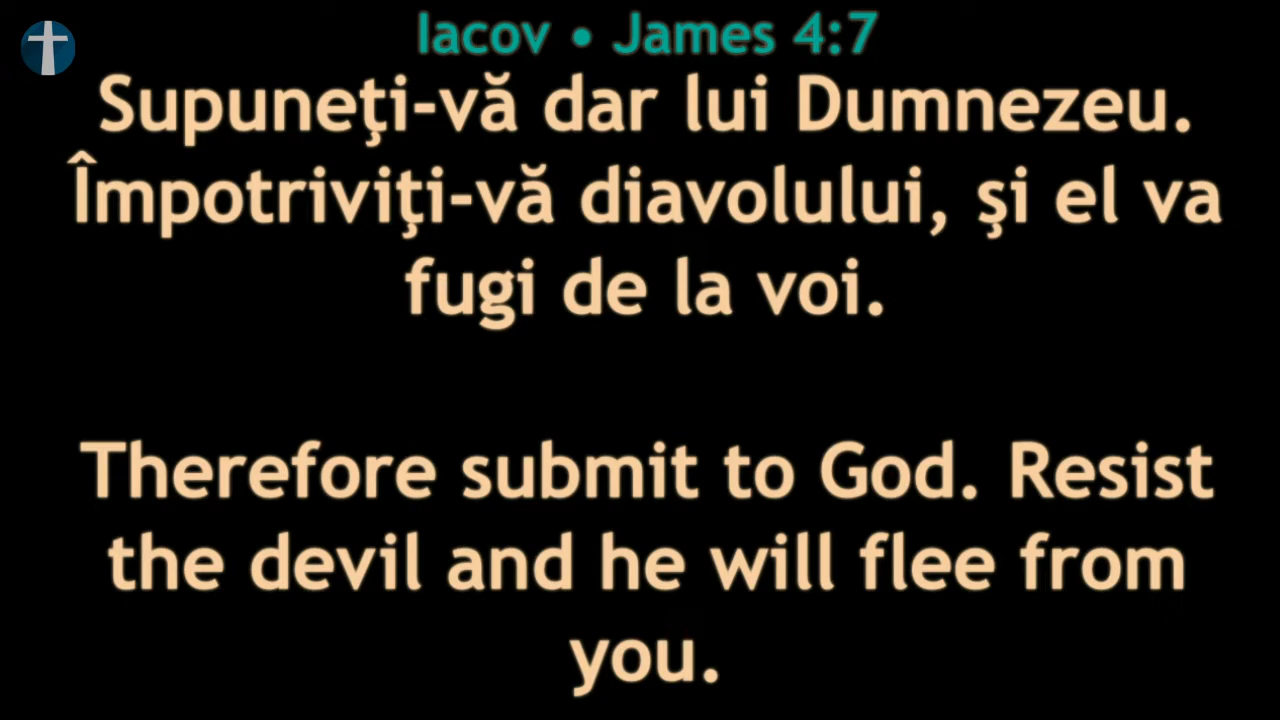 Iacov • James 4:7
Supuneţi-vă dar lui Dumnezeu.
Împotriviţi-vă diavolului, şi el va
fugi de la voi.
Therefore submit to God. Resist
the devil and he will flee from
you.